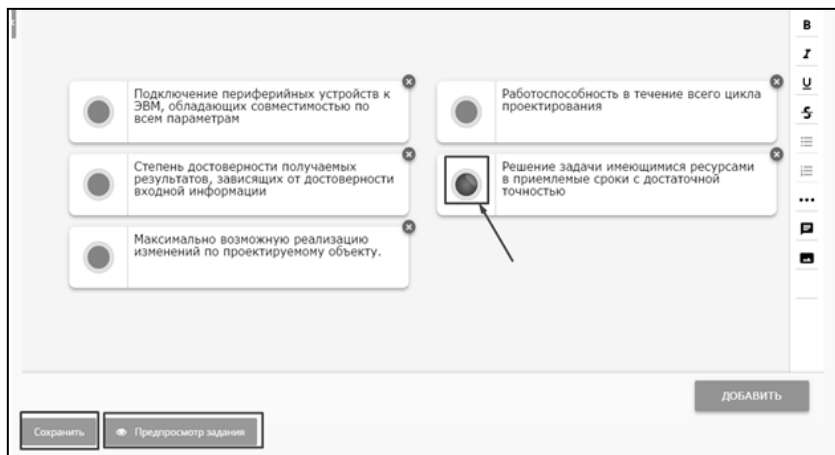 Подключение периферийных устройств к
ЭВМ, обладающих совместимостью по
всем параметрам
Работоспособность в течение всего цикла
проектирования
Степень достоверности получаемых
результатов, зависящих от достоверности
входной информации
Решение задачи имеющимися ресурсами
в приемлемые сроки с достаточной
точностью
Максимально возможную реализацию
изменений по проектируемому объекту.
B
I
U
S
ДОБАВИТЬ
Сохранить
Предпросмотр задания